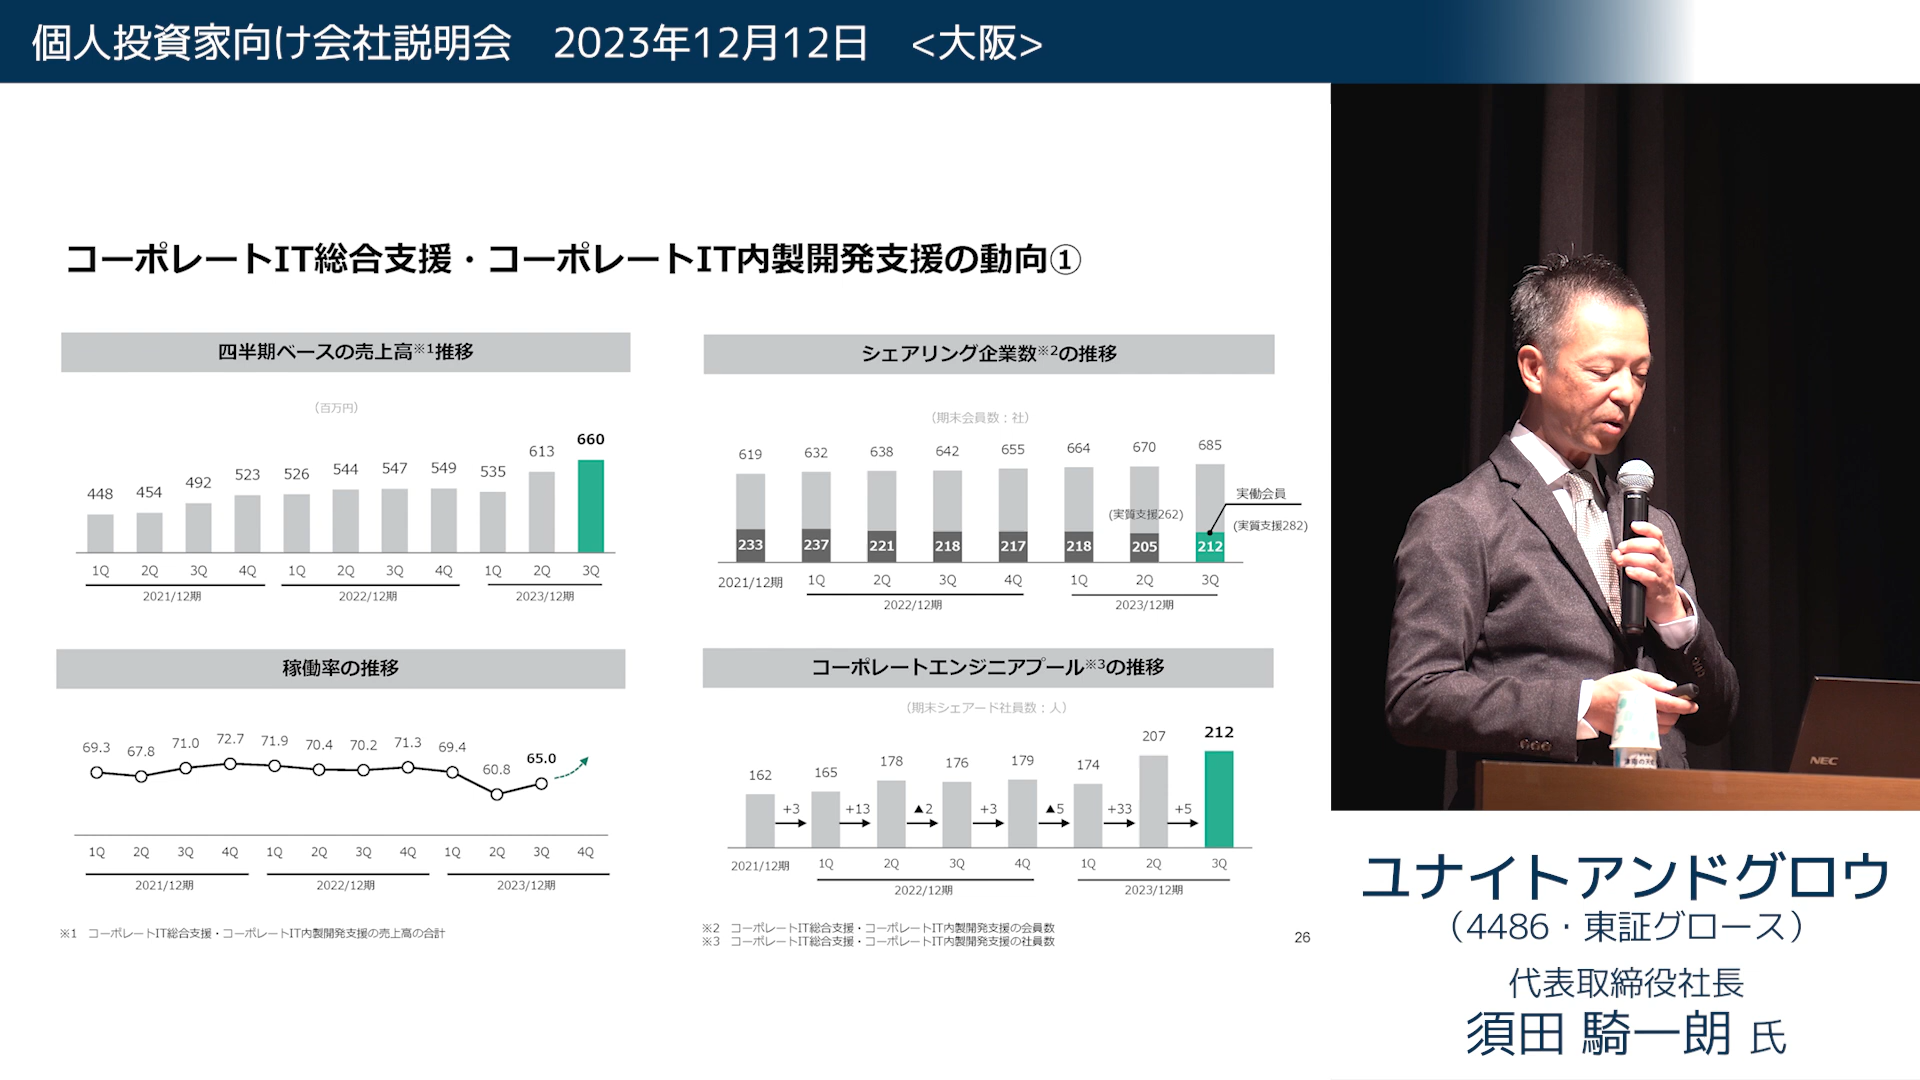 個人投資家向け会社説明会　2023年12月12日　<大阪>
コーポレートIT総合支援・コーポレートIT内製開発支援の動向①
四半期ベースの売上高※1推移
（百万円）
448 454 492 523 526 544 547 549 535 613 660
1Q 2Q 3Q 4Q 1Q 2Q 3Q 4Q 1Q 2Q 3Q
2021/12期 2022/12期 2023/12期
シェアリング企業数※2の推移
（期末会員数：社）
619 632 638 642 655 664 670 685
実働会員
(実質支援262) (実質支援282)
233 237 221 218 217 218 205 212
2021/12期 1Q 2Q 3Q 4Q 1Q 2Q 3Q
2022/12期 2023/12期
稼働率の推移
69.3 67.8 71.0 72.7 71.9 70.4 70.2 71.3 69.4 60.8 65.0
1Q 2Q 3Q 4Q 1Q 2Q 3Q 4Q 1Q 2Q 3Q 4Q
2021/12期 2022/12期 2023/12期
コーポレートエンジニアプール※3の推移
（期末シェアード社員数：人）
162 165 178 176 179 174 207 212
+3 +13 ▲2 +3 ▲5 +33 +5
2021/12期 1Q 2Q 3Q 4Q 1Q 2Q 3Q
2022/12期 2023/12期
※1　コーポレートIT総合支援・コーポレートIT内製開発支援の売上高の合計
※2　コーポレートIT総合支援・コーポレートIT内製開発支援の会員数
※3　コーポレートIT総合支援・コーポレートIT内製開発支援の社員数
26
NEC
ユナイトアンドグロウ
（4486・東証グロース）
代表取締役社長
須田 騎一朗 氏